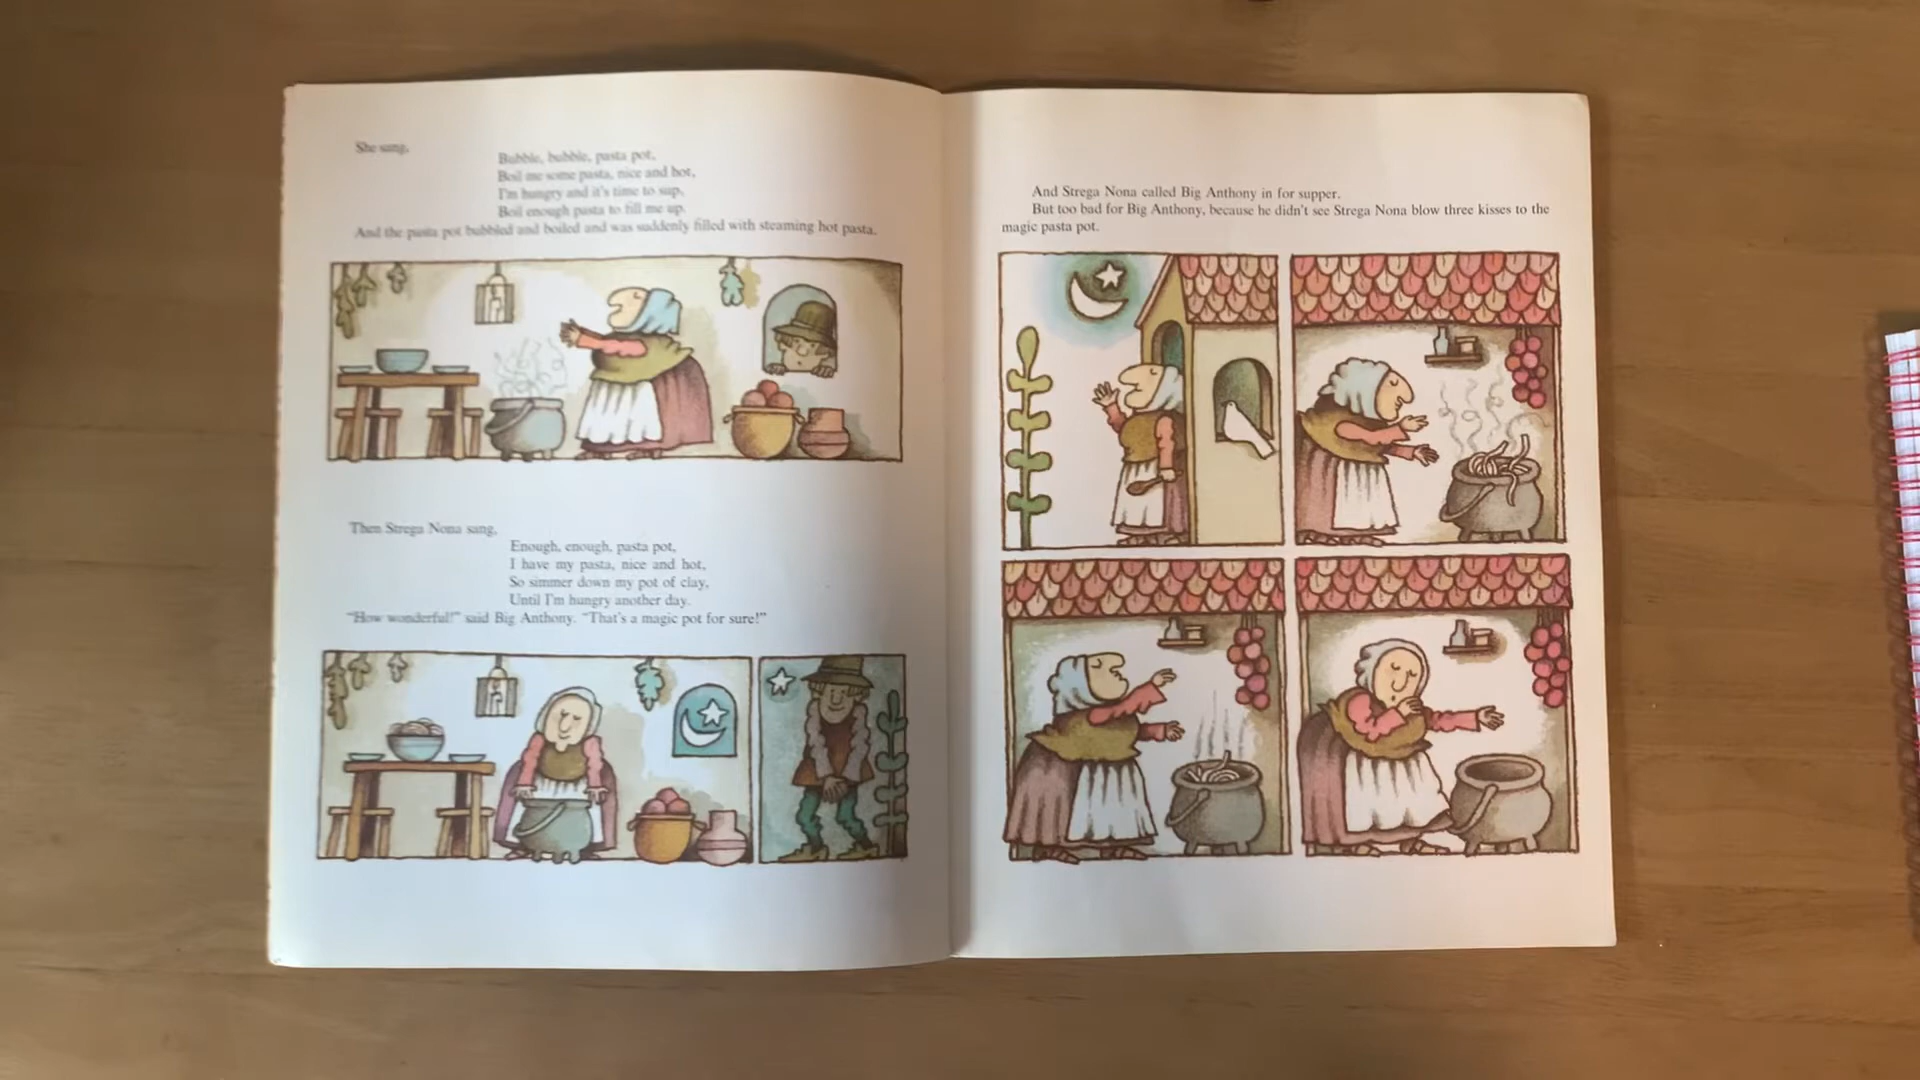 She sang,
Bubble, bubble, pasta pot,
Boil me some pasta, nice and hot,
I'm hungry and it's time to sup,
Boil enough pasta to fill me up.
And the pasta pot bubbled and boiled and was suddenly filled with steaming hot pasta.
Then Strega Nona sang,
Enough, enough, pasta pot,
I have my pasta, nice and hot,
So simmer down my pot of clay,
Until I'm hungry another day.
"How wonderful!" said Big Anthony. "That's a magic pot for sure!"
And Strega Nona called Big Anthony in for supper.
But too bad for Big Anthony, because he didn't see Strega Nona blow three kisses to the
magic pasta pot.